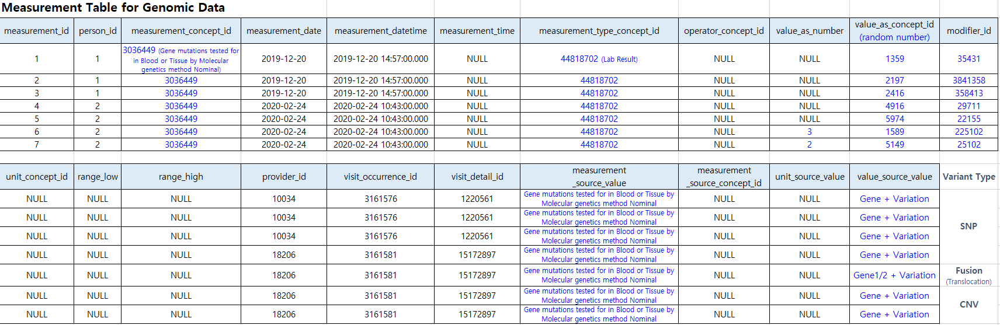 Measurement Table for Genomic Data
measurement_id person_id measurement_concept_id measurement_date measurement_datetime measurement_time measurement_type_concept_id operator_concept_id value_as_number value_as_concept_id (random number) modifier_id
1 1 3036449 (Gene mutations tested for in Blood or Tissue by Molecular genetics method Nominal) 2019-12-20 2019-12-20 14:57:00.000 NULL 44818702 (Lab Result) NULL NULL 1359 35431
2 1 3036449 2019-12-20 2019-12-20 14:57:00.000 NULL 44818702 NULL NULL 2197 3841358
3 1 3036449 2019-12-20 2019-12-20 14:57:00.000 NULL 44818702 NULL NULL 2416 358413
4 2 3036449 2020-02-24 2020-02-24 10:43:00.000 NULL 44818702 NULL NULL 4916 29711
5 2 3036449 2020-02-24 2020-02-24 10:43:00.000 NULL 44818702 NULL NULL 5974 22155
6 2 3036449 2020-02-24 2020-02-24 10:43:00.000 NULL 44818702 NULL 3 1589 225102
7 2 3036449 2020-02-24 2020-02-24 10:43:00.000 NULL 44818702 NULL 2 5149 25102
unit_concept_id range_low range_high provider_id visit_occurrence_id visit_detail_id measurement _source_value measurement _source_concept_id unit_source_value value_source_value Variant Type
NULL NULL NULL 10034 3161576 1220561 Gene mutations tested for in Blood or Tissue by Molecular genetics method Nominal NULL NULL Gene + Variation
NULL NULL NULL 10034 3161576 1220561 Gene mutations tested for in Blood or Tissue by Molecular genetics method Nominal NULL NULL Gene + Variation SNP
NULL NULL NULL 10034 3161576 1220561 Gene mutations tested for in Blood or Tissue by Molecular genetics method Nominal NULL NULL Gene + Variation
NULL NULL NULL 18206 3161581 15172897 Gene mutations tested for in Blood or Tissue by Molecular genetics method Nominal NULL NULL Gene + Variation
NULL NULL NULL 18206 3161581 15172897 Gene mutations tested for in Blood or Tissue by Molecular genetics method Nominal NULL NULL Gene1/2 + Variation Fusion (Translocation)
NULL NULL NULL 18206 3161581 15172897 Gene mutations tested for in Blood or Tissue by Molecular genetics method Nominal NULL NULL Gene + Variation CNV
NULL NULL NULL 18206 3161581 15172897 Gene mutations tested for in Blood or Tissue by Molecular genetics method Nominal NULL NULL Gene + Variation